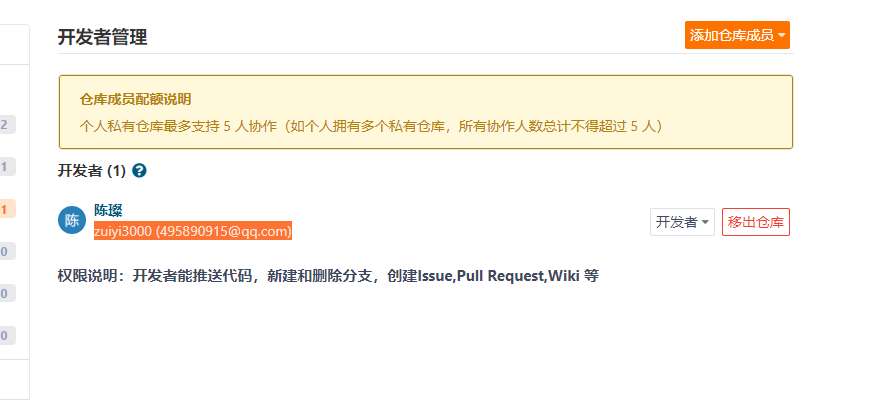 开发者管理
添加仓库成员
仓库成员配额说明
个人私有仓库最多支持 5 人协作（如个人拥有多个私有仓库，所有协作人数总计不得超过 5 人）
2
1
开发者 (1) ?
1
陈
陈璨
zuiyi3000 (495890915@qq.com)
开发者
移出仓库
0
权限说明：开发者能推送代码，新建和删除分支，创建Issue,Pull Request,Wiki 等
0
0